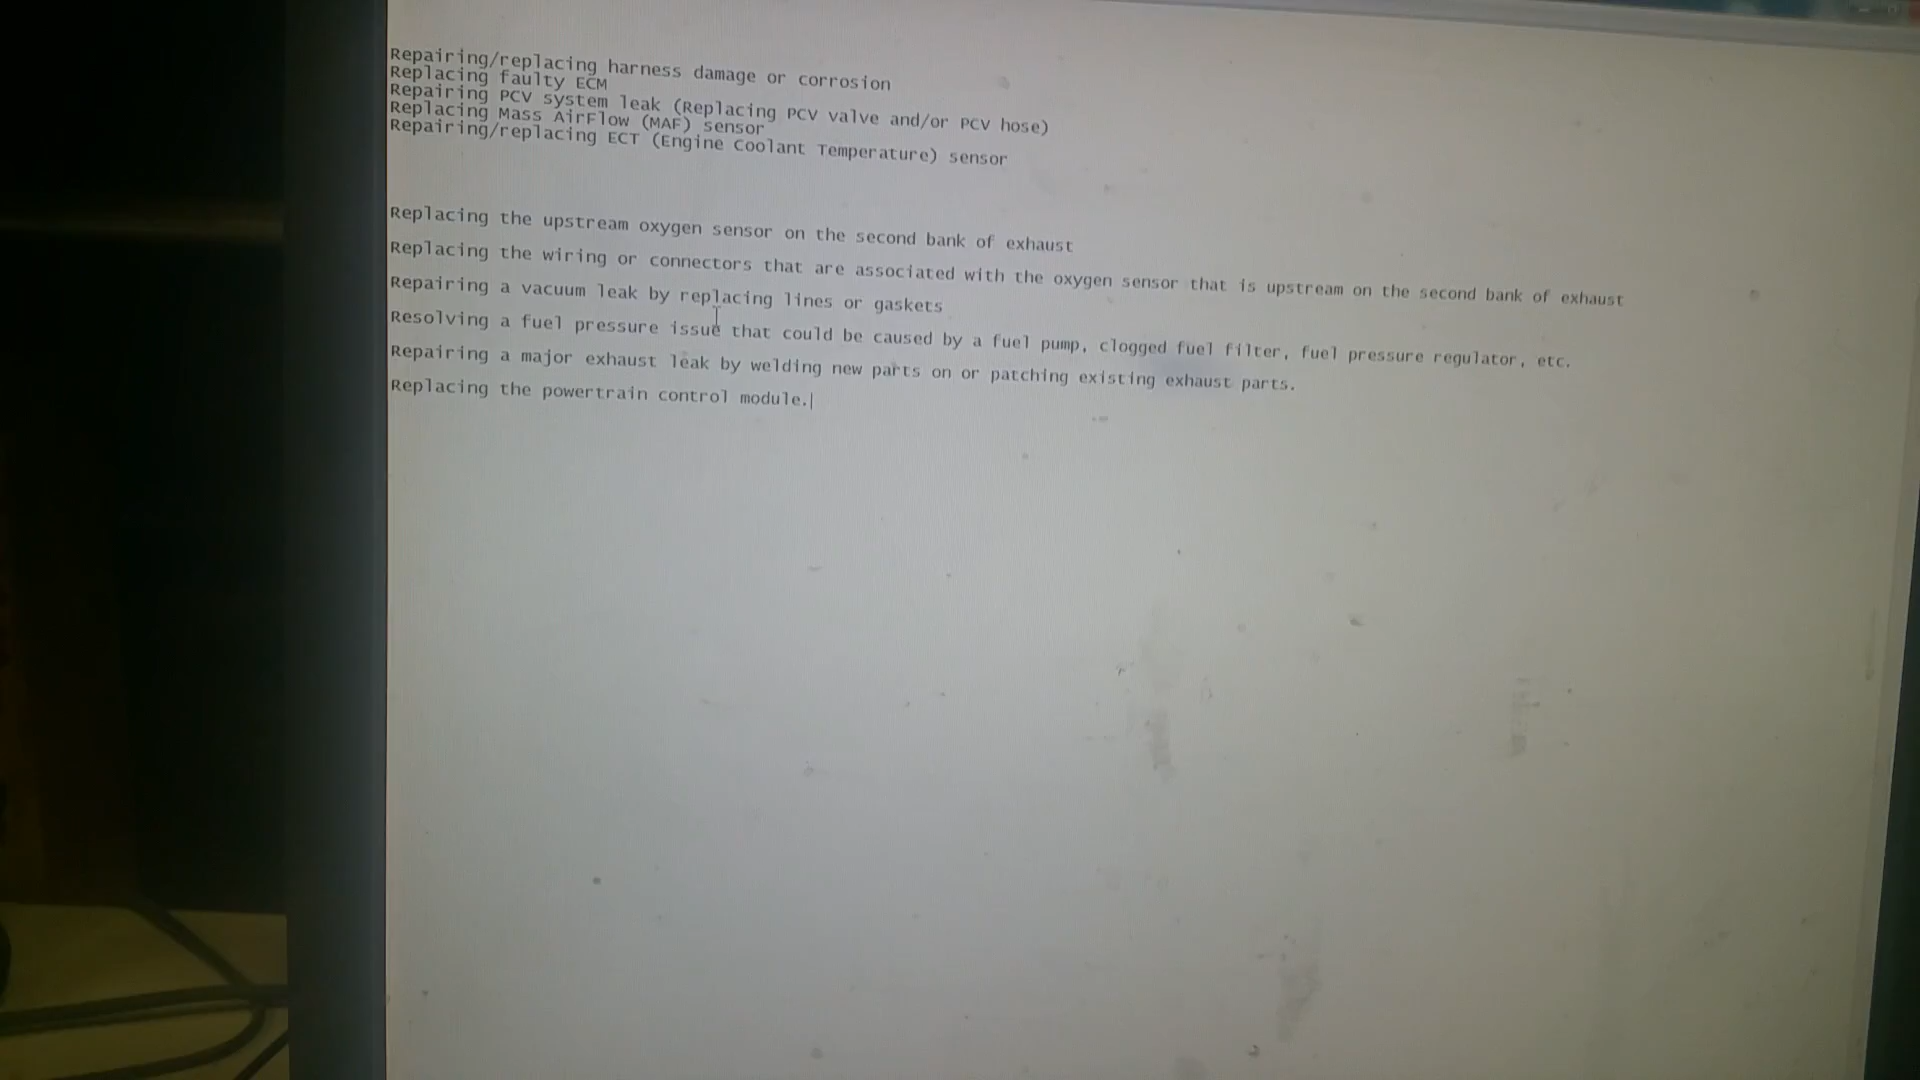 Repairing/replacing harness damage or corrosion
Replacing faulty ECM
Repairing PCV system leak (Replacing PCV valve and/or PCV hose)
Replacing Mass AirFlow (MAF) sensor
Repairing/replacing ECT (Engine Coolant Temperature) sensor
Replacing the upstream oxygen sensor on the second bank of exhaust
Replacing the wiring or connectors that are associated with the oxygen sensor that is upstream on the second bank of exhaust
Repairing a vacuum leak by replacing lines or gaskets
Resolving a fuel pressure issue that could be caused by a fuel pump, clogged fuel filter, fuel pressure regulator, etc.
Repairing a major exhaust leak by welding new parts on or patching existing exhaust parts.
Replacing the powertrain control module.